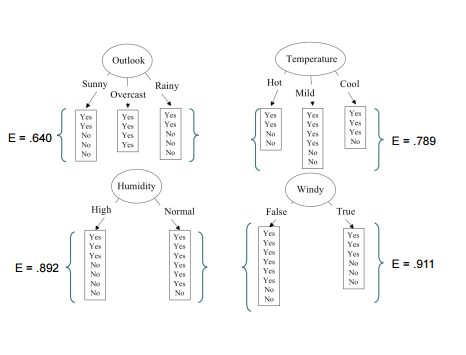 Outlook
Sunny
Overcast
Rainy
Yes
Yes
No
No
No
Yes
Yes
Yes
Yes
Yes
Yes
No
No
No
E = .640
Temperature
Hot
Mild
Cool
Yes
Yes
No
No
Yes
Yes
Yes
Yes
No
No
Yes
Yes
Yes
No
E = .789
Humidity
High
Normal
Yes
Yes
Yes
No
No
No
No
Yes
Yes
Yes
Yes
Yes
Yes
No
E = .892
Windy
False
True
Yes
Yes
Yes
Yes
Yes
Yes
No
No
Yes
Yes
Yes
No
No
No
E = .911